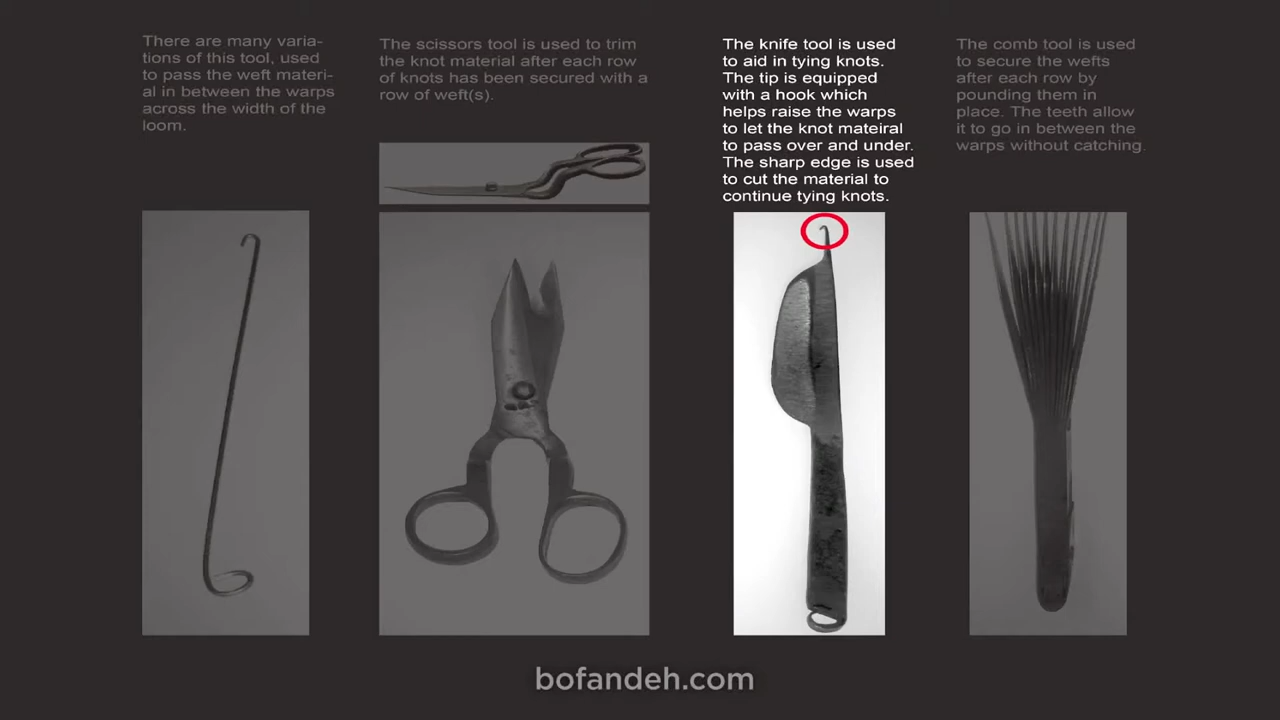 There are many varia-
tions of this tool, used
to pass the weft materi-
al in between the warps
across the width of the
loom.
The scissors tool is used to trim
the knot material after each row
of knots has been secured with a
row of weft(s).
The knife tool is used
to aid in tying knots.
The tip is equipped
with a hook which
helps raise the warps
to let the knot mateiral
to pass over and under.
The sharp edge is used
to cut the material to
continue tying knots.
The comb tool is used
to secure the wefts
after each row by
pounding them in
place. The teeth allow
it to go in between the
warps without catching.
bofandeh.com